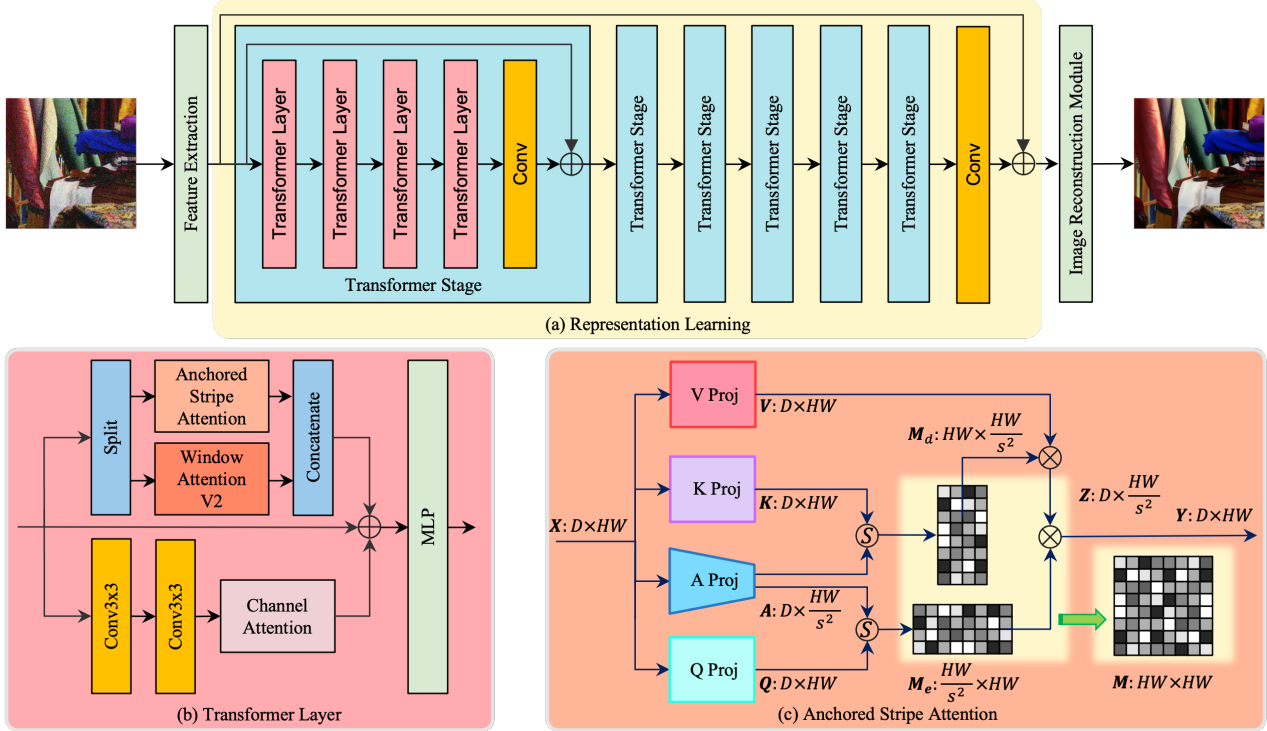 Feature Extraction
Transformer Layer
Transformer Layer
Transformer Layer
Transformer Layer
Conv
Transformer Stage
Transformer Stage
Transformer Stage
Transformer Stage
Transformer Stage
Transformer Stage
Conv
Image Reconstruction Module
(a) Representation Learning
Split
Anchored
Stripe
Attention
Window
Attention
V2
Concatenate
Conv3x3
Conv3x3
Channel
Attention
MLP
(b) Transformer Layer
X: D×HW
V Proj
V: D×HW
K Proj
K: D×HW
A Proj
A: D×HW/s²
Q Proj
Q: D×HW
S
S
M_d: HW×HW/s²
M_e: HW/s²×HW
Z: D×HW/s²
Y: D×HW
M: HW×HW
(c) Anchored Stripe Attention